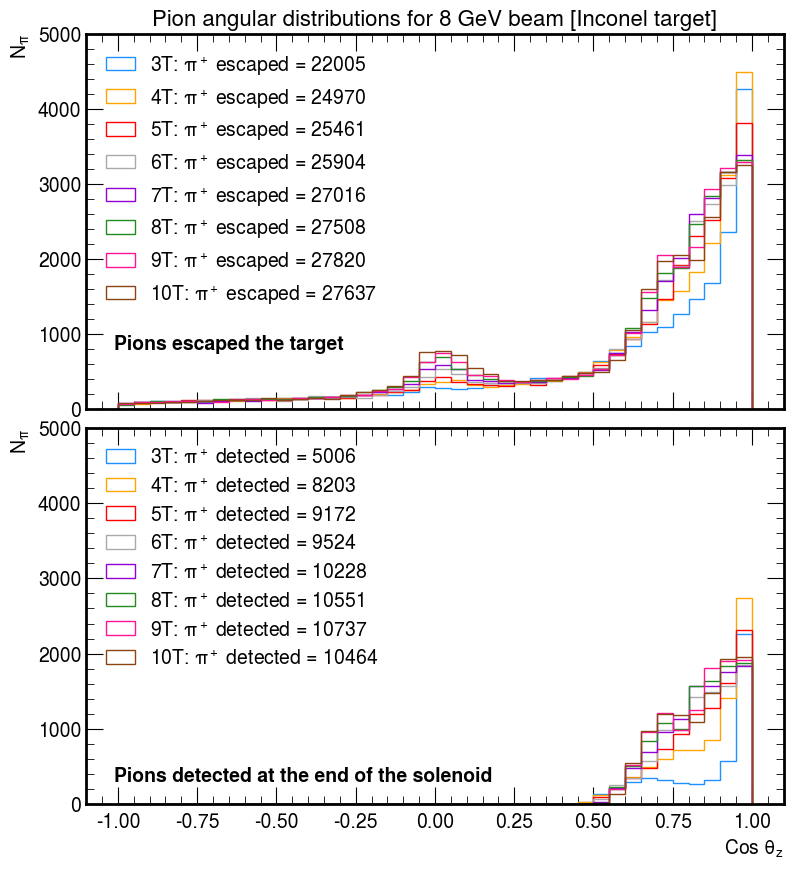 Pion angular distributions for 8 GeV beam [Inconel target]
Nπ
5000
4000
3000
2000
1000
0
3T: π⁺ escaped = 22005
4T: π⁺ escaped = 24970
5T: π⁺ escaped = 25461
6T: π⁺ escaped = 25904
7T: π⁺ escaped = 27016
8T: π⁺ escaped = 27508
9T: π⁺ escaped = 27820
10T: π⁺ escaped = 27637
Pions escaped the target
Nπ
5000
4000
3000
2000
1000
0
3T: π⁺ detected = 5006
4T: π⁺ detected = 8203
5T: π⁺ detected = 9172
6T: π⁺ detected = 9524
7T: π⁺ detected = 10228
8T: π⁺ detected = 10551
9T: π⁺ detected = 10737
10T: π⁺ detected = 10464
Pions detected at the end of the solenoid
-1.00 -0.75 -0.50 -0.25 0.00 0.25 0.50 0.75 1.00
Cos θz